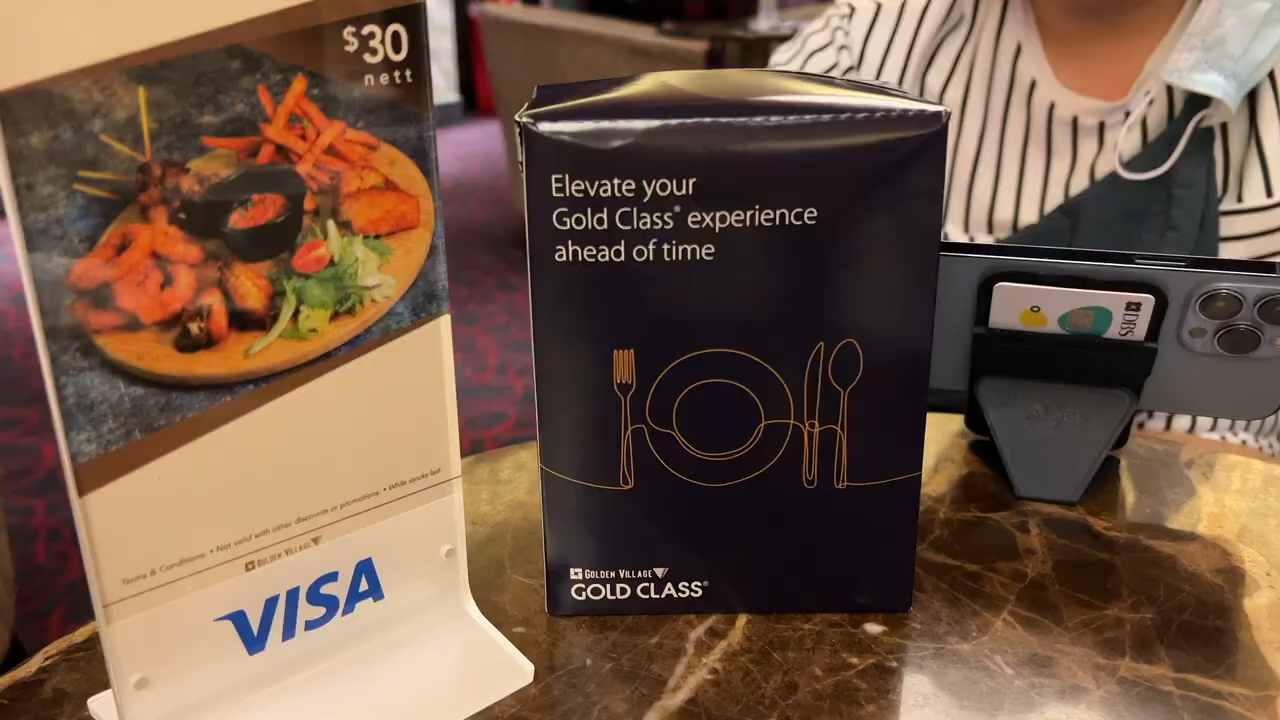 $30
nett
Terms & Conditions: • Not valid with other discounts or promotions. • While stocks last.
GOLDEN VILLAGE
VISA
Elevate your
Gold Class® experience
ahead of time
GOLDEN VILLAGE
GOLD CLASS®
DBS